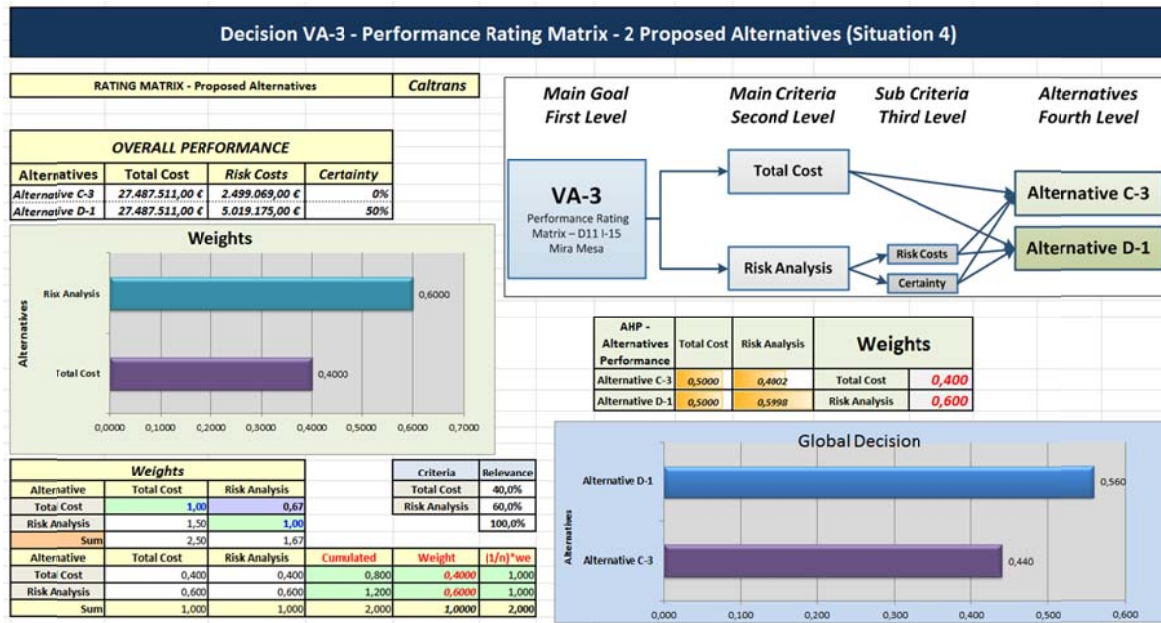 Decision VA-3 - Performance Rating Matrix - 2 Proposed Alternatives (Situation 4)
RATING MATRIX - Proposed Alternatives Caltrans
OVERALL PERFORMANCE
Alternatives Total Cost Risk Costs Certainty
Alternative C-3 27.487.511,00 € 2.499.069,00 € 0%
Alternative D-1 27.487.511,00 € 5.019.175,00 € 50%
Main Goal Main Criteria Sub Criteria Alternatives
First Level Second Level Third Level Fourth Level
VA-3
Performance Rating
Matrix – D11 I-15
Mira Mesa
Total Cost
Risk Analysis
Risk Costs
Certainty
Alternative C-3
Alternative D-1
Weights
Alternatives
Risk Analysis 0,6000
Total Cost 0,4000
0,0000 0,1000 0,2000 0,3000 0,4000 0,5000 0,6000 0,7000
AHP -
Alternatives Total Cost Risk Analysis Weights
Performance
Alternative C-3 0,5000 0,4002 Total Cost 0,400
Alternative D-1 0,5000 0,5998 Risk Analysis 0,600
Weights
Alternative Total Cost Risk Analysis
Total Cost 1,00 0,67
Risk Analysis 1,50 1,00
Sum 2,50 1,67
Criteria Relevance
Total Cost 40,0%
Risk Analysis 60,0%
100,0%
Alternative Total Cost Risk Analysis Cumulated Weight (1/n)*we
Total Cost 0,400 0,400 0,800 0,4000 1,000
Risk Analysis 0,600 0,600 1,200 0,6000 1,000
Sum 1,000 1,000 2,000 1,0000 2,000
Global Decision
Alternatives
Alternative D-1 0,560
Alternative C-3 0,440
0,000 0,100 0,200 0,300 0,400 0,500 0,600